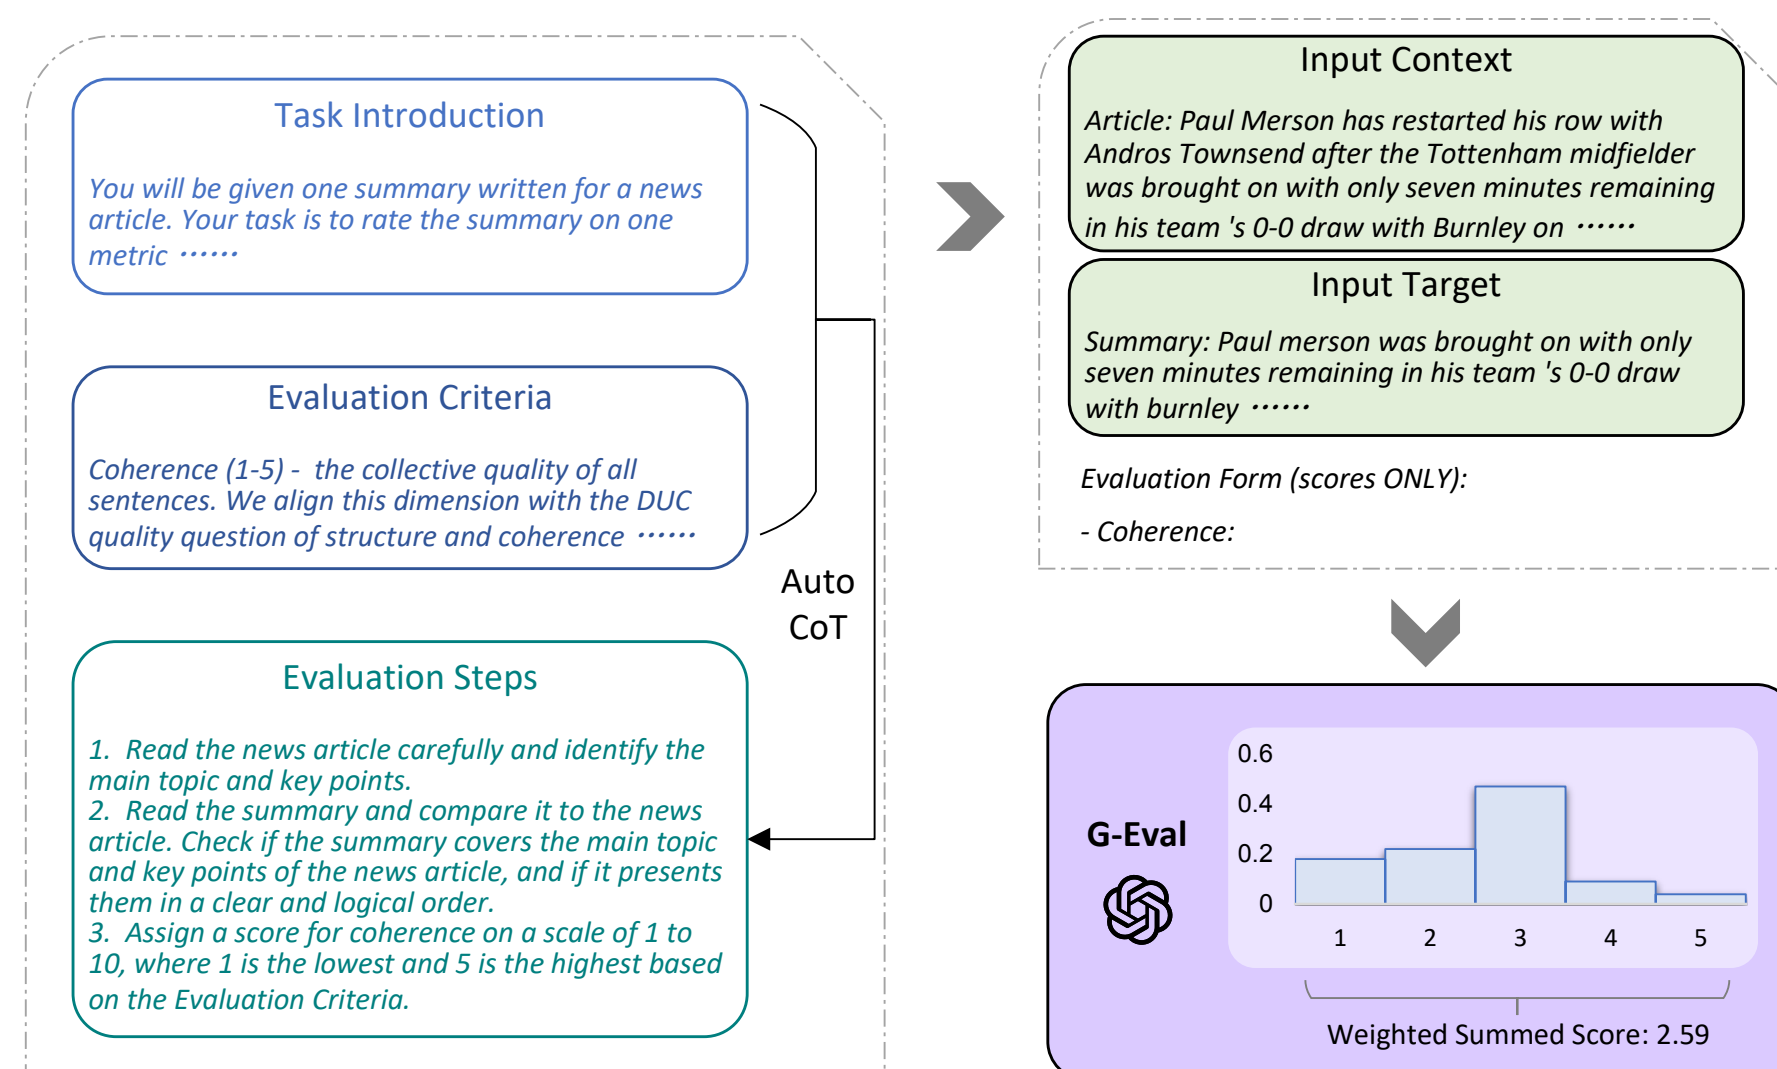 Task Introduction
You will be given one summary written for a news
article. Your task is to rate the summary on one
metric ······
Evaluation Criteria
Coherence (1-5) - the collective quality of all
sentences. We align this dimension with the DUC
quality question of structure and coherence ······
Auto
CoT
Evaluation Steps
1. Read the news article carefully and identify the
main topic and key points.
2. Read the summary and compare it to the news
article. Check if the summary covers the main topic
and key points of the news article, and if it presents
them in a clear and logical order.
3. Assign a score for coherence on a scale of 1 to
10, where 1 is the lowest and 5 is the highest based
on the Evaluation Criteria.
Input Context
Article: Paul Merson has restarted his row with
Andros Townsend after the Tottenham midfielder
was brought on with only seven minutes remaining
in his team 's 0-0 draw with Burnley on ······
Input Target
Summary: Paul merson was brought on with only
seven minutes remaining in his team 's 0-0 draw
with burnley ······
Evaluation Form (scores ONLY):
- Coherence:
G-Eval
0.6
0.4
0.2
0
1 2 3 4 5
Weighted Summed Score: 2.59